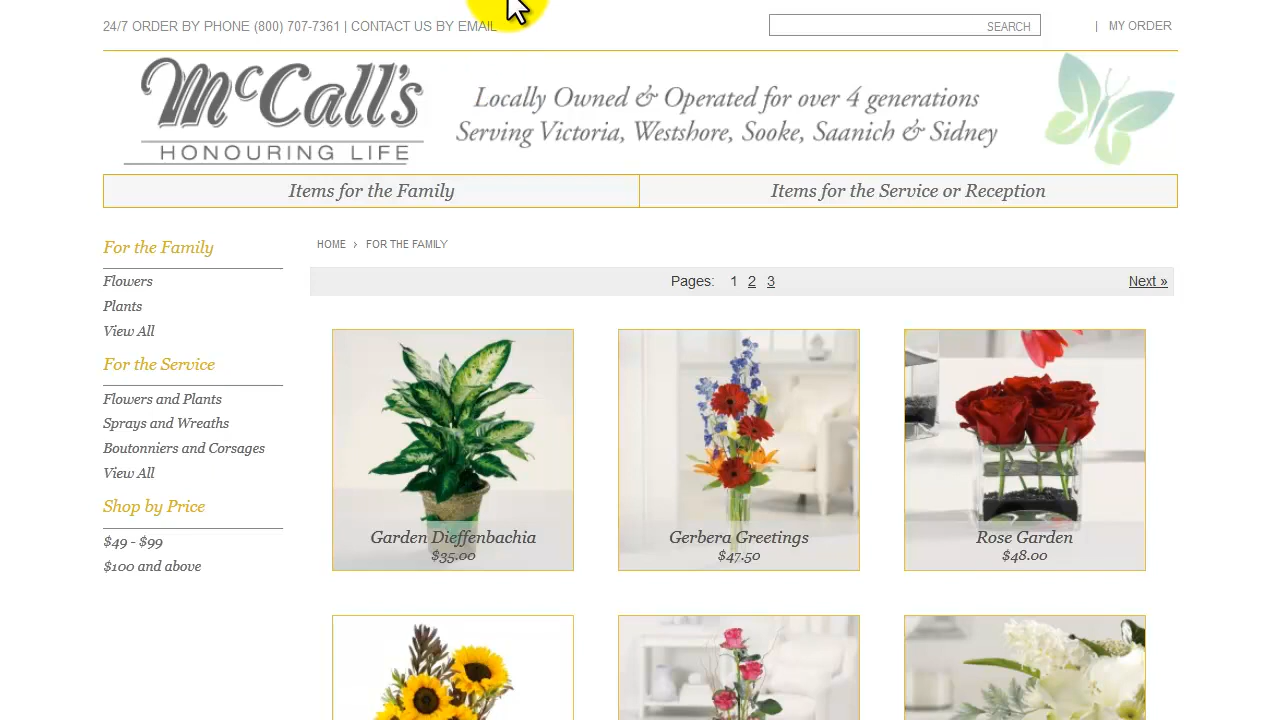 24/7 ORDER BY PHONE (800) 707-7361 | CONTACT US BY EMAIL
SEARCH
| MY ORDER
McCall's
HONOURING LIFE
Locally Owned & Operated for over 4 generations
Serving Victoria, Westshore, Sooke, Saanich & Sidney
Items for the Family
Items for the Service or Reception
For the Family
Flowers
Plants
View All
For the Service
Flowers and Plants
Sprays and Wreaths
Boutonniers and Corsages
View All
Shop by Price
$49 - $99
$100 and above
HOME › FOR THE FAMILY
Pages: 1 2 3
Next »
Garden Dieffenbachia
$35.00
Gerbera Greetings
$47.50
Rose Garden
$48.00